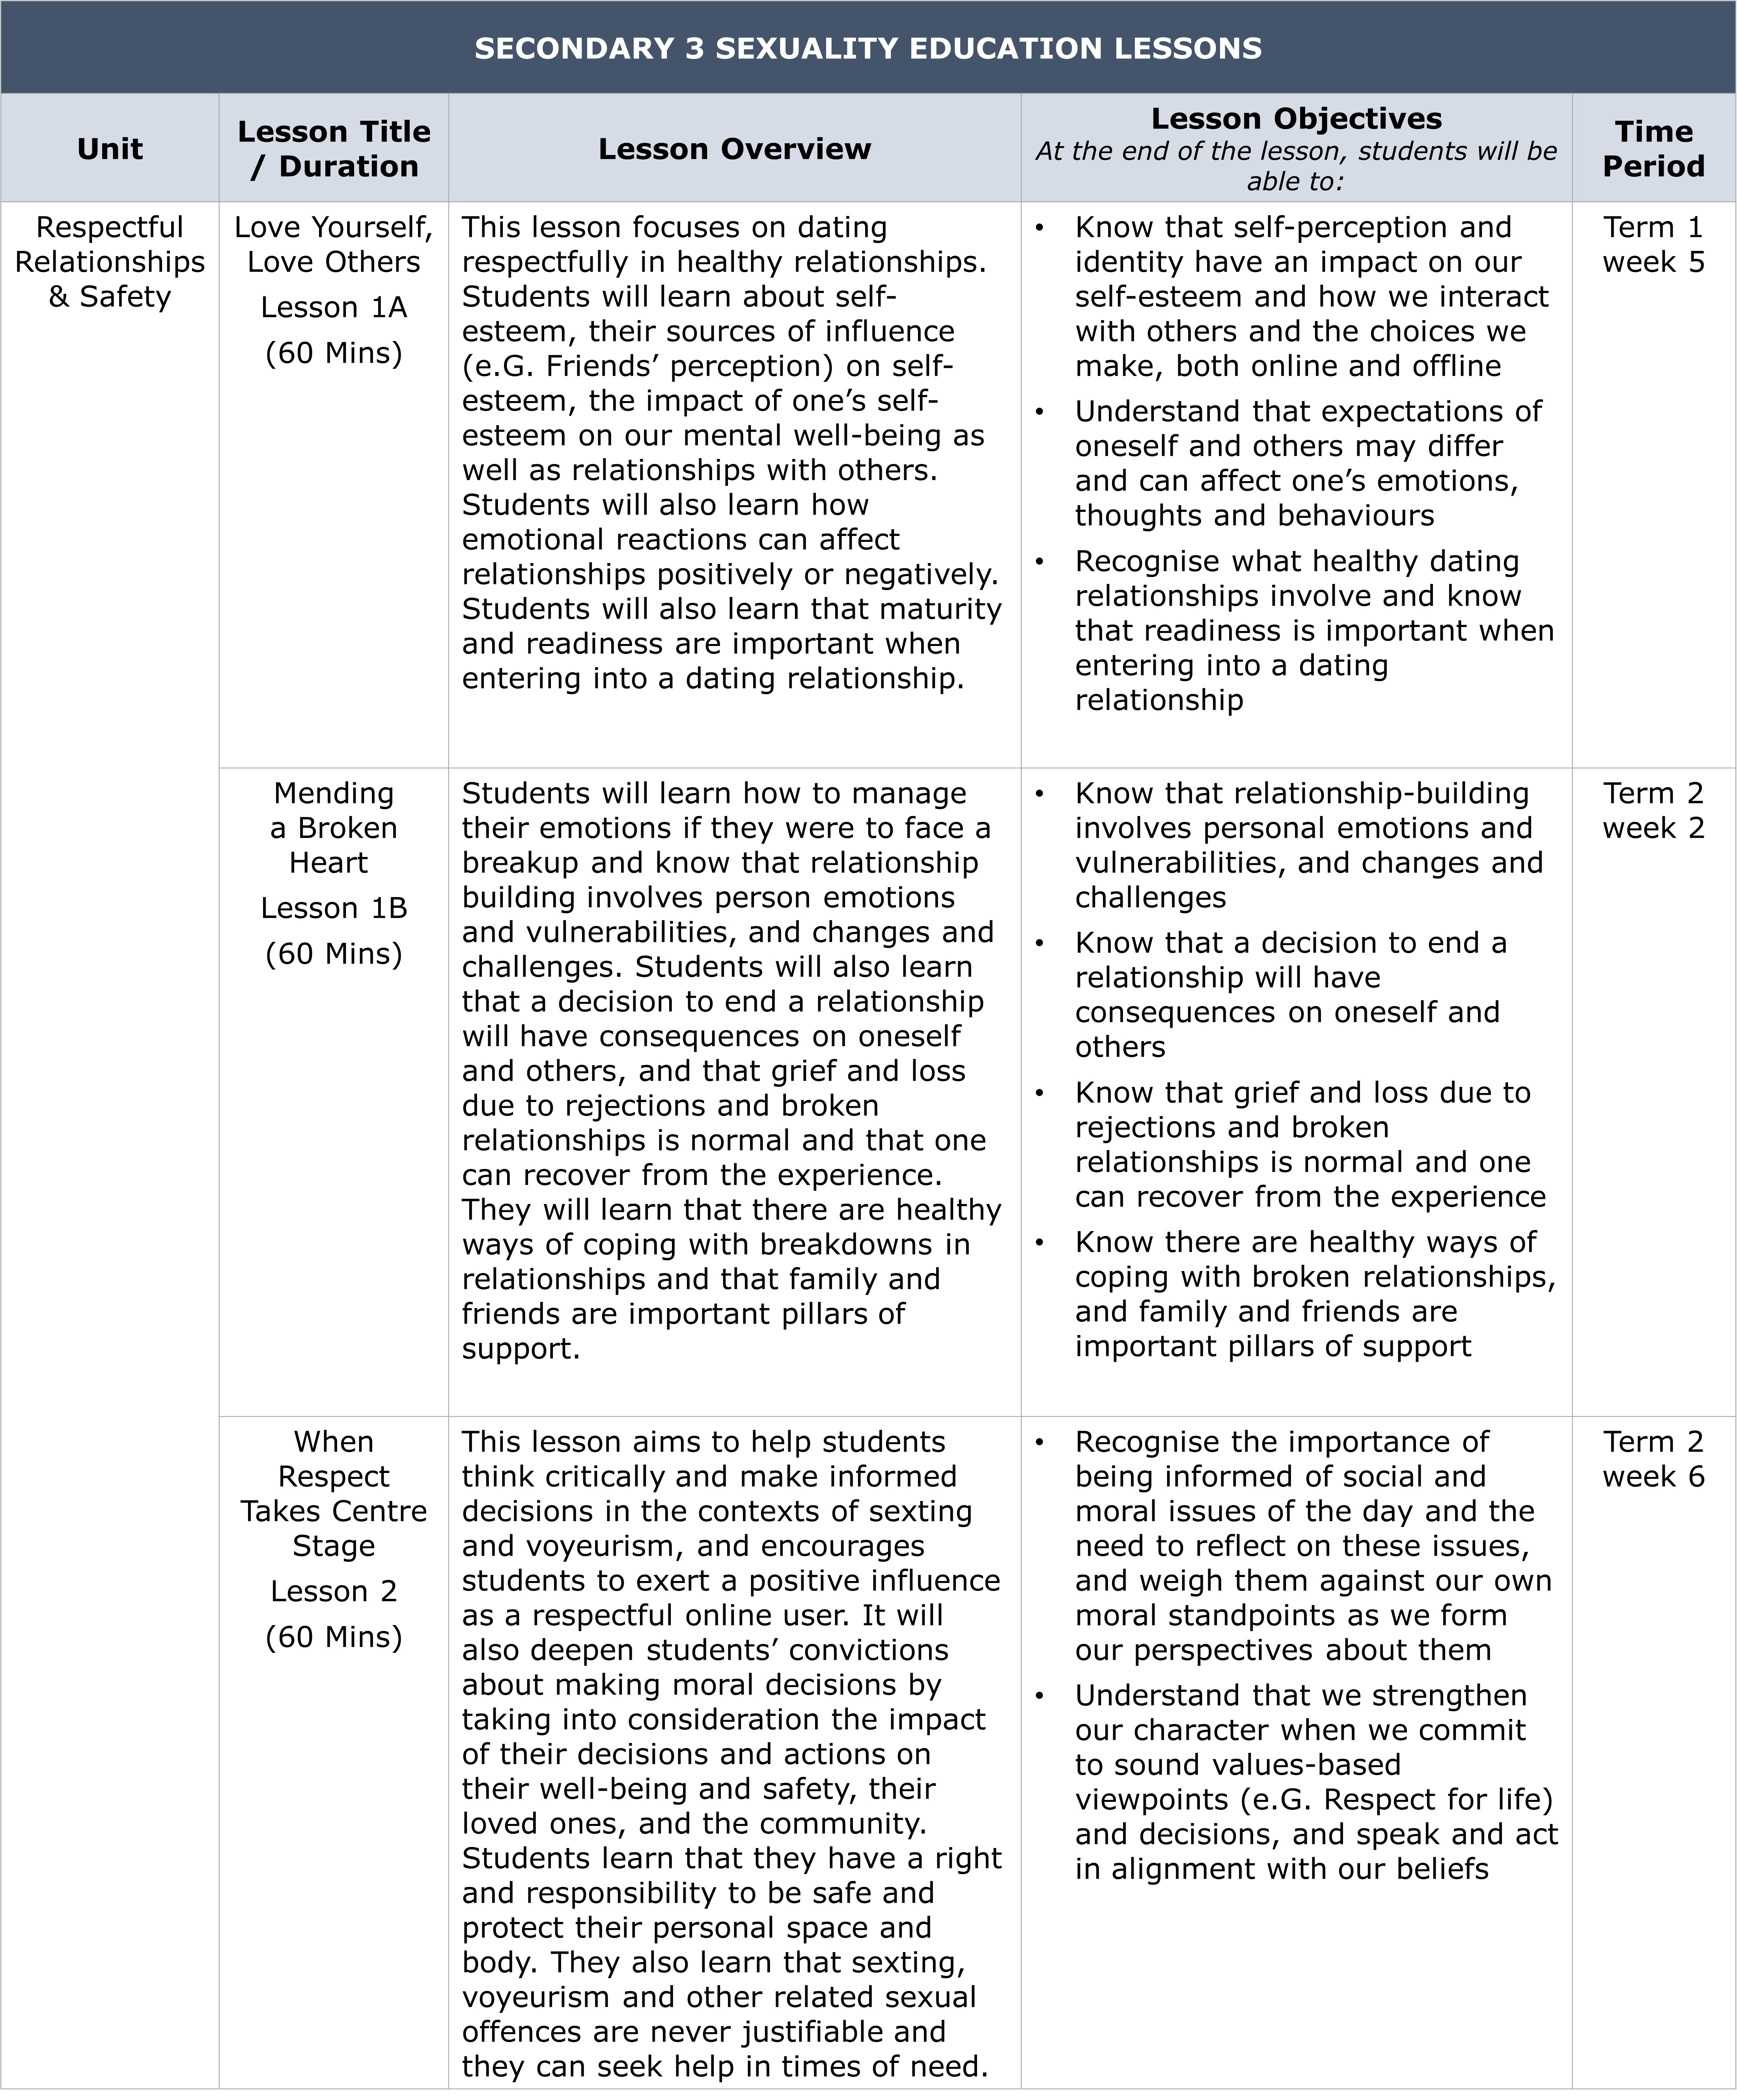 SECONDARY 3 SEXUALITY EDUCATION LESSONS
Unit
Lesson Title
/ Duration
Lesson Overview
Lesson Objectives
At the end of the lesson, students will be
able to:
Time
Period
Respectful
Relationships
& Safety
Love Yourself,
Love Others
Lesson 1A
(60 Mins)
This lesson focuses on dating
respectfully in healthy relationships.
Students will learn about self-
esteem, their sources of influence
(e.G. Friends’ perception) on self-
esteem, the impact of one’s self-
esteem on our mental well-being as
well as relationships with others.
Students will also learn how
emotional reactions can affect
relationships positively or negatively.
Students will also learn that maturity
and readiness are important when
entering into a dating relationship.
• Know that self-perception and
identity have an impact on our
self-esteem and how we interact
with others and the choices we
make, both online and offline
• Understand that expectations of
oneself and others may differ
and can affect one’s emotions,
thoughts and behaviours
• Recognise what healthy dating
relationships involve and know
that readiness is important when
entering into a dating
relationship
Term 1
week 5
Mending
a Broken
Heart
Lesson 1B
(60 Mins)
Students will learn how to manage
their emotions if they were to face a
breakup and know that relationship
building involves person emotions
and vulnerabilities, and changes and
challenges. Students will also learn
that a decision to end a relationship
will have consequences on oneself
and others, and that grief and loss
due to rejections and broken
relationships is normal and that one
can recover from the experience.
They will learn that there are healthy
ways of coping with breakdowns in
relationships and that family and
friends are important pillars of
support.
• Know that relationship-building
involves personal emotions and
vulnerabilities, and changes and
challenges
• Know that a decision to end a
relationship will have
consequences on oneself and
others
• Know that grief and loss due to
rejections and broken
relationships is normal and one
can recover from the experience
• Know there are healthy ways of
coping with broken relationships,
and family and friends are
important pillars of support
Term 2
week 2
When
Respect
Takes Centre
Stage
Lesson 2
(60 Mins)
This lesson aims to help students
think critically and make informed
decisions in the contexts of sexting
and voyeurism, and encourages
students to exert a positive influence
as a respectful online user. It will
also deepen students’ convictions
about making moral decisions by
taking into consideration the impact
of their decisions and actions on
their well-being and safety, their
loved ones, and the community.
Students learn that they have a right
and responsibility to be safe and
protect their personal space and
body. They also learn that sexting,
voyeurism and other related sexual
offences are never justifiable and
they can seek help in times of need.
• Recognise the importance of
being informed of social and
moral issues of the day and the
need to reflect on these issues,
and weigh them against our own
moral standpoints as we form
our perspectives about them
• Understand that we strengthen
our character when we commit
to sound values-based
viewpoints (e.G. Respect for life)
and decisions, and speak and act
in alignment with our beliefs
Term 2
week 6